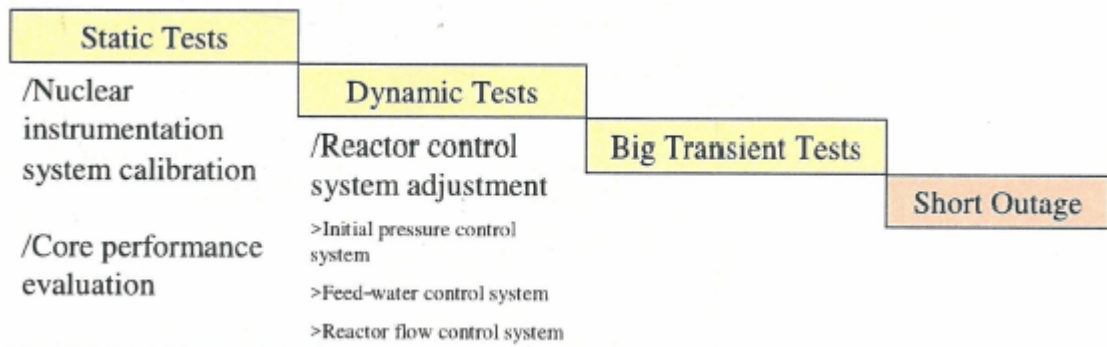 Static Tests
/Nuclear
instrumentation
system calibration
/Core performance
evaluation
Dynamic Tests
/Reactor control
system adjustment
>Initial pressure control
system
>Feed-water control system
>Reactor flow control system
Big Transient Tests
Short Outage